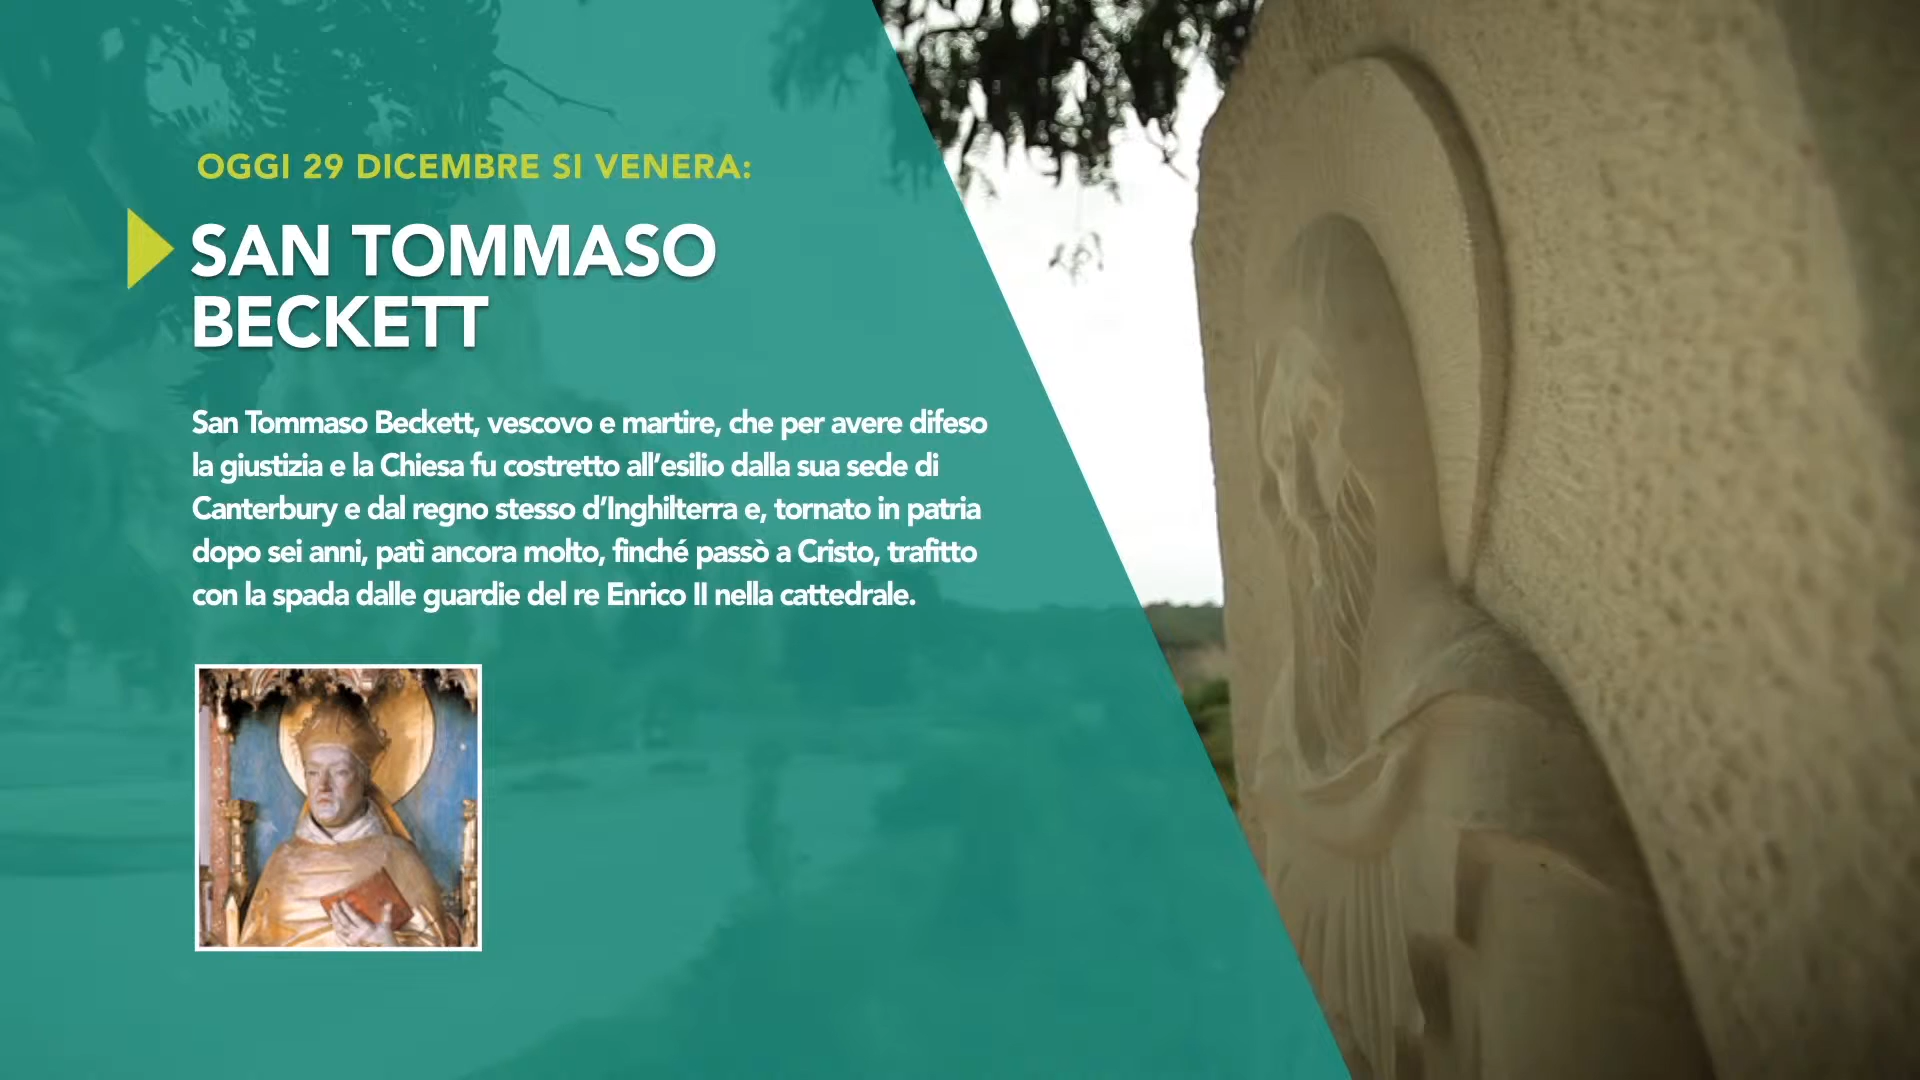 OGGI 29 DICEMBRE SI VENERA:
SAN TOMMASO
BECKETT
San Tommaso Beckett, vescovo e martire, che per avere difeso
la giustizia e la Chiesa fu costretto all’esilio dalla sua sede di
Canterbury e dal regno stesso d’Inghilterra e, tornato in patria
dopo sei anni, patì ancora molto, finché passò a Cristo, trafitto
con la spada dalle guardie del re Enrico II nella cattedrale.